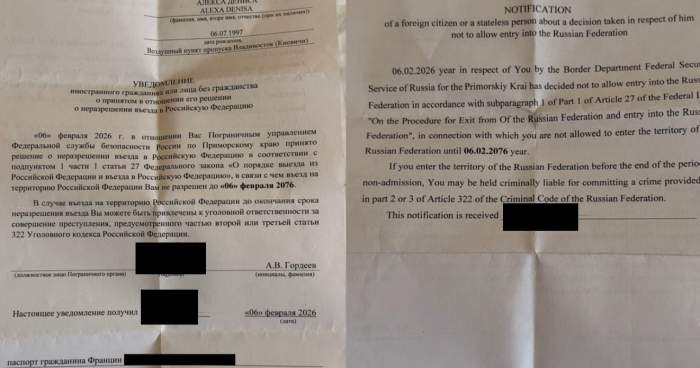 АЛЕКСА ДЕНИСА
ALEXA DENISA
(фамилия, имя, второе имя, отчество (при их наличии))
06.07.1997
дата рождения
Воздушный пункт пропуска Владивосток (Кневичи)
УВЕДОМЛЕНИЕ
иностранного гражданина или лица без гражданства
о принятом в отношении его решении
о неразрешении въезда в Российскую Федерацию
«06» февраля 2026 г. в отношении Вас Пограничным управлением
Федеральной службы безопасности России по Приморскому краю принято
решение о неразрешении въезда в Российскую Федерацию в соответствии с
подпунктом 1 части 1 статьи 27 Федерального закона «О порядке выезда из
Российской Федерации и въезда в Российскую Федерацию», в связи с чем въезд на
территорию Российской Федерации Вам не разрешен до «06» февраля 2076.
В случае въезда на территорию Российской Федерации до окончания срока
неразрешения въезда Вы можете быть привлечены к уголовной ответственности за
совершение преступления, предусмотренного частью второй или третьей статьи
322 Уголовного кодекса Российской Федерации.
А.В. Гордеев
(должностное лицо Пограничного органа)
(инициалы, фамилия)
Настоящее уведомление получил
«06» февраля 2026
(дата)
паспорт гражданина Франции
NOTIFICATION
of a foreign citizen or a stateless person about a decision taken in respect of him
not to allow entry into the Russian Federation
06.02.2026 year in respect of You by the Border Department Federal Secu
Service of Russia for the Primorskiy Krai has decided not to allow entry into the Russ
Federation in accordance with subparagraph 1 of Part 1 of Article 27 of the Federal L
"On the Procedure for Exit from Of the Russian Federation and entry into the Russ
Federation", in connection with which you are not allowed to enter the territory of
Russian Federation until 06.02.2076 year.
If you enter the territory of the Russian Federation before the end of the perio
non-admission, You may be held criminally liable for committing a crime provided
in part 2 or 3 of Article 322 of the Criminal Code of the Russian Federation.
This notification is received